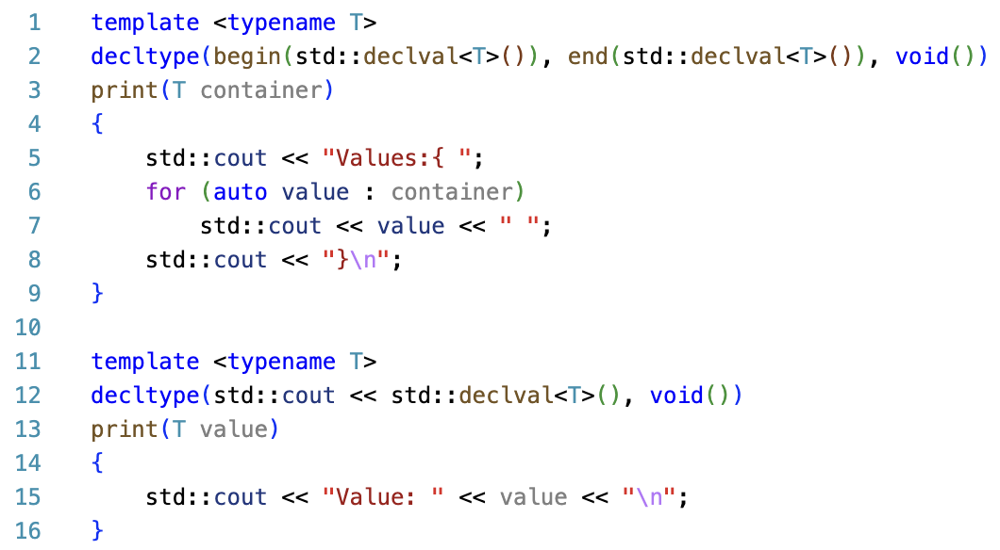 1 template <typename T>
2 decltype(begin(std::declval<T>()), end(std::declval<T>()), void())
3 print(T container)
4 {
5     std::cout << "Values:{ ";
6     for (auto value : container)
7         std::cout << value << " ";
8     std::cout << "}\n";
9 }
10
11 template <typename T>
12 decltype(std::cout << std::declval<T>(), void())
13 print(T value)
14 {
15     std::cout << "Value: " << value << "\n";
16 }